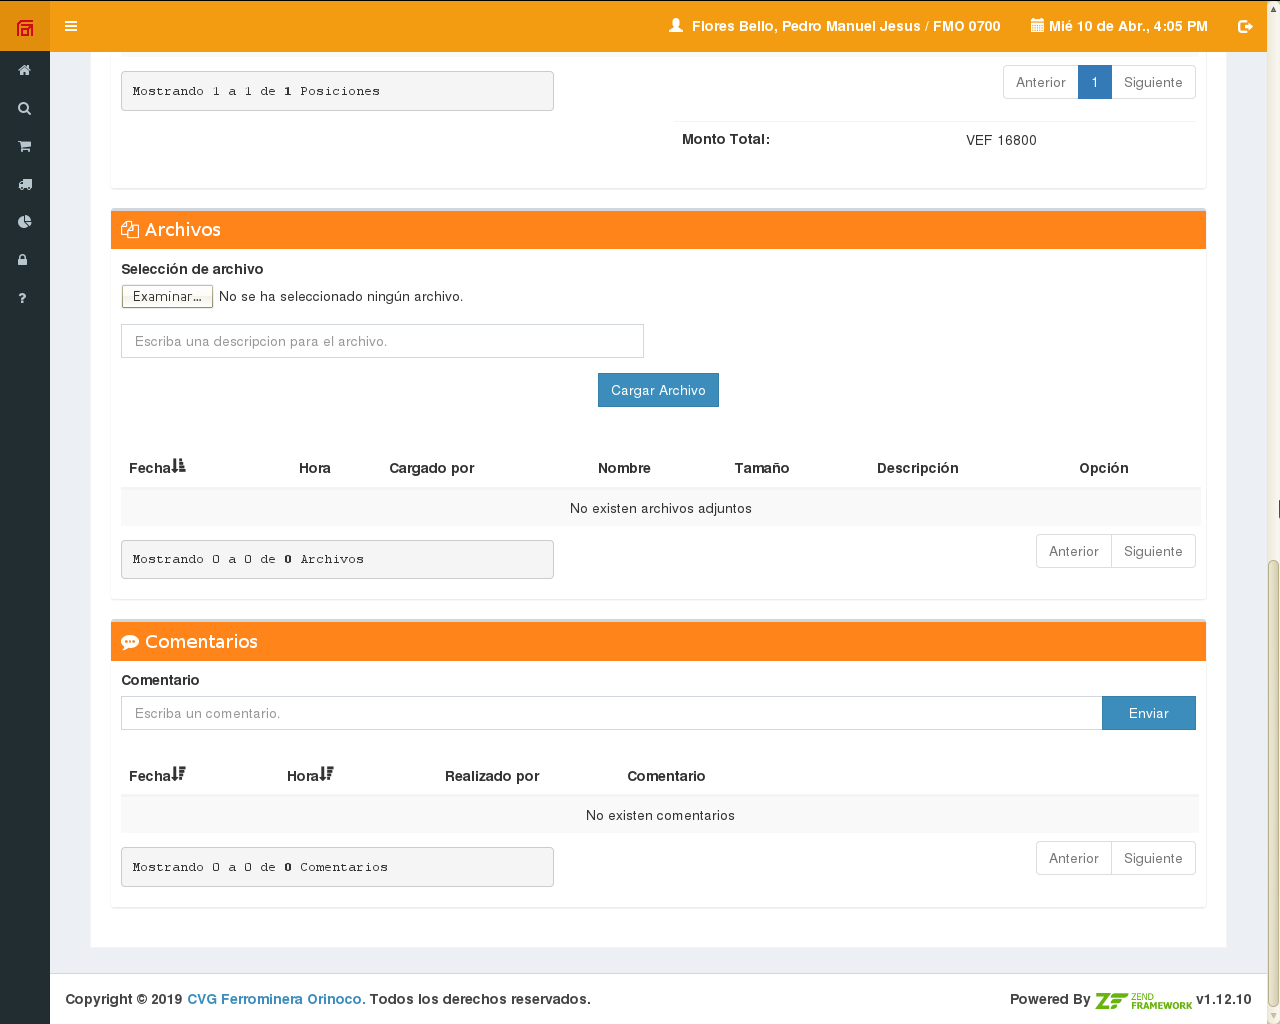 Flores Bello, Pedro Manuel Jesus / FMO 0700 Mié 10 de Abr., 4:05 PM
Mostrando 1 a 1 de 1 Posiciones
Anterior 1 Siguiente
Monto Total: VEF 16800
Archivos
Selección de archivo
Examinar... No se ha seleccionado ningún archivo.
Escriba una descripcion para el archivo.
Cargar Archivo
Fecha Hora Cargado por Nombre Tamaño Descripción Opción
No existen archivos adjuntos
Mostrando 0 a 0 de 0 Archivos
Anterior Siguiente
Comentarios
Comentario
Escriba un comentario. Enviar
Fecha Hora Realizado por Comentario
No existen comentarios
Mostrando 0 a 0 de 0 Comentarios
Anterior Siguiente
Copyright © 2019 CVG Ferrominera Orinoco. Todos los derechos reservados. Powered By ZF ZEND FRAMEWORK v1.12.10